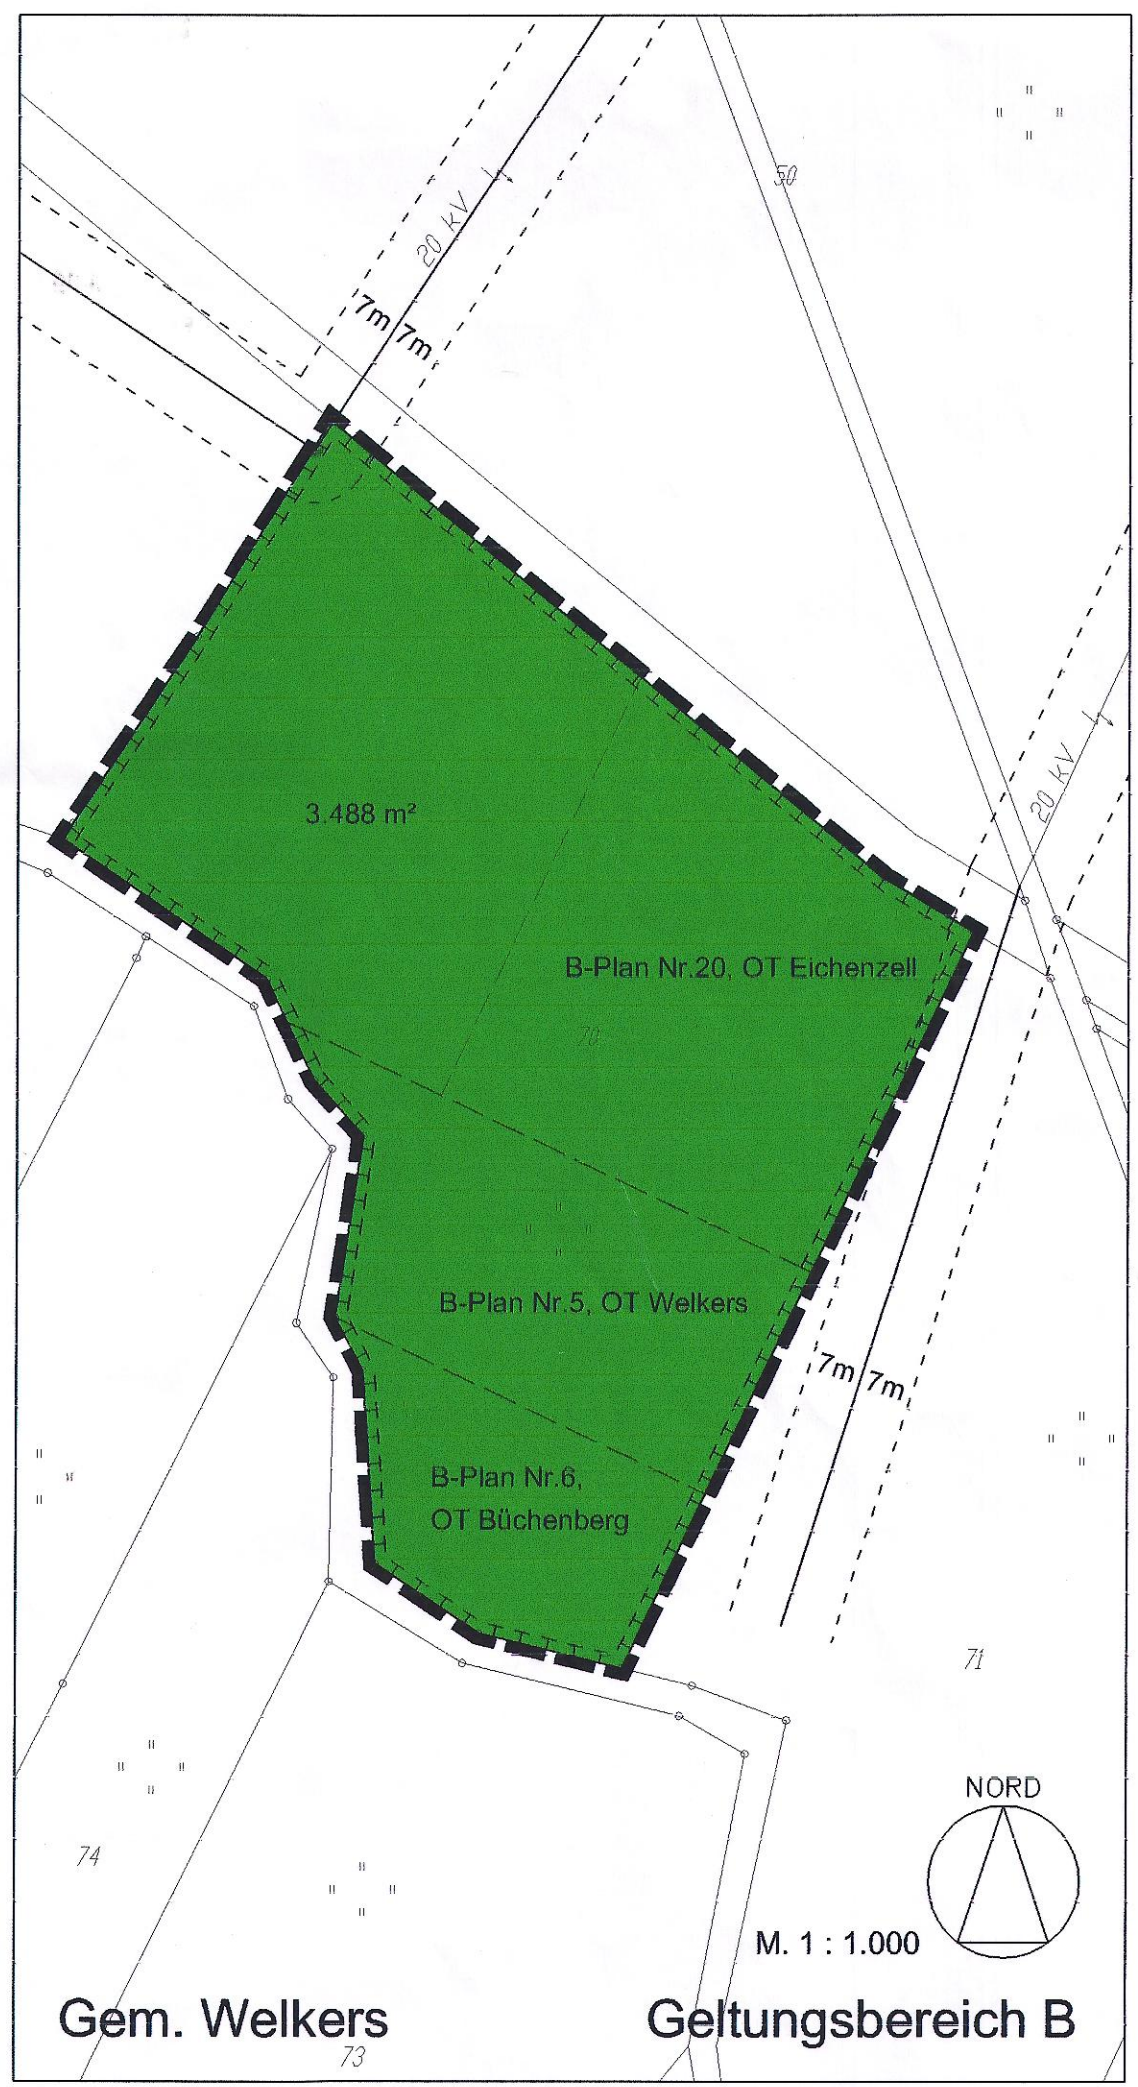 50
20 KV
7m 7m
20 KV
3.488 m²
B-Plan Nr.20, OT Eichenzell
70
B-Plan Nr.5, OT Welkers
7m 7m
B-Plan Nr.6,
OT Büchenberg
71
NORD
74
M. 1 : 1.000
Gem. Welkers
Geltungsbereich B
73